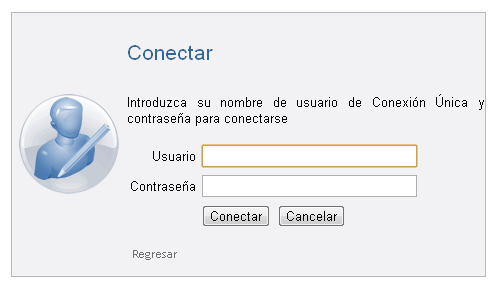 Conectar
Introduzca su nombre de usuario de Conexión Única y
contraseña para conectarse
Usuario
Contraseña
Conectar Cancelar
Regresar